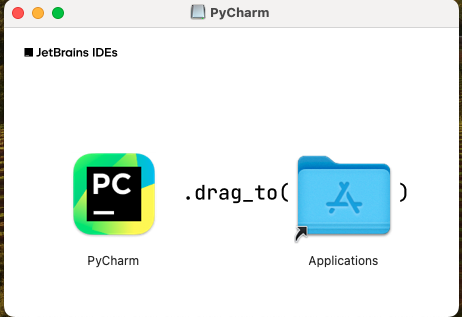 PyCharm
JetBrains IDEs
PC
.drag_to( )
PyCharm
Applications